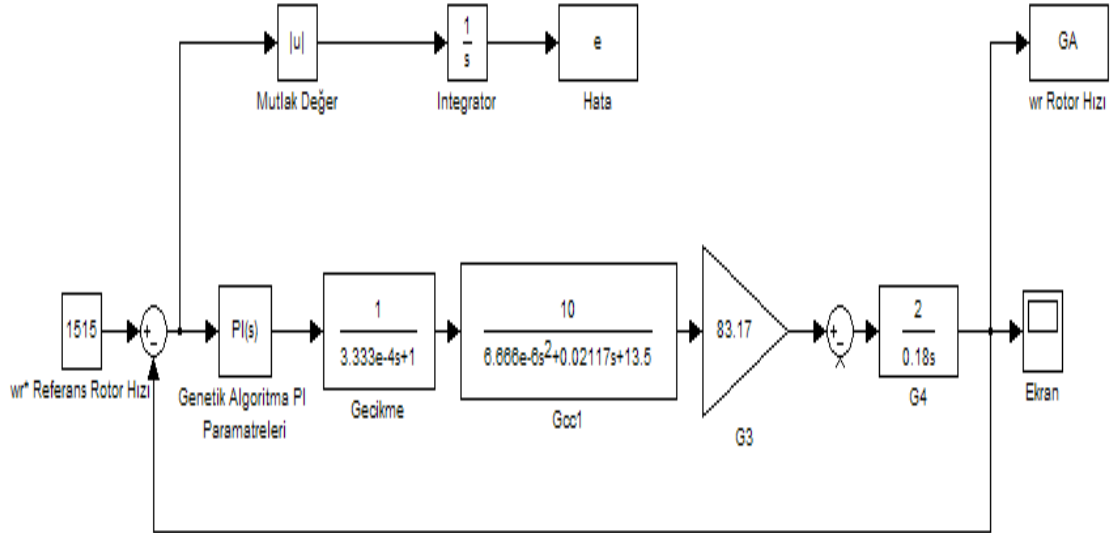 |u|
Mutlak Değer
1
s
Integrator
e
Hata
GA
wr Rotor Hızı
1515
wr* Referans Rotor Hızı
PI(s)
Genetik Algoritma PI
Paramatreleri
1
3.333e-4s+1
Gecikme
10
6.666e-6s²+0.02117s+13.5
Gcc1
83.17
G3
2
0.18s
G4
Ekran